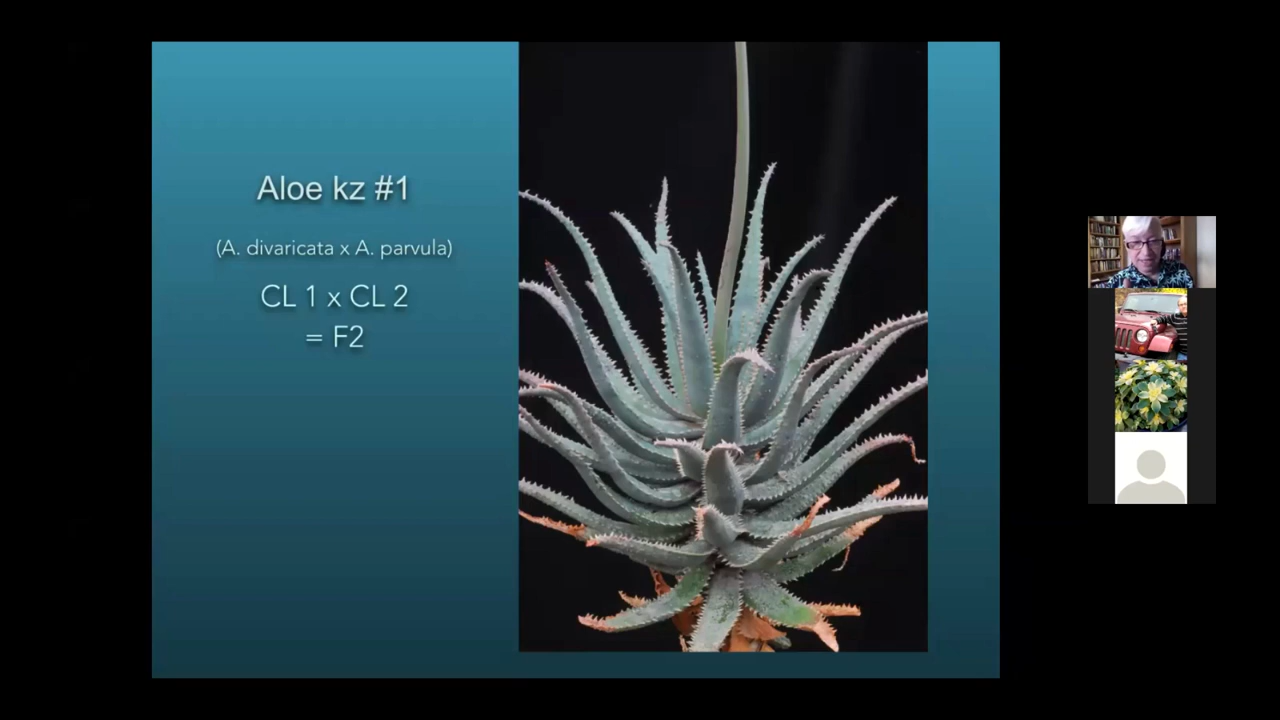 Aloe kz #1
(A. divaricata x A. parvula)
CL 1 x CL 2
= F2